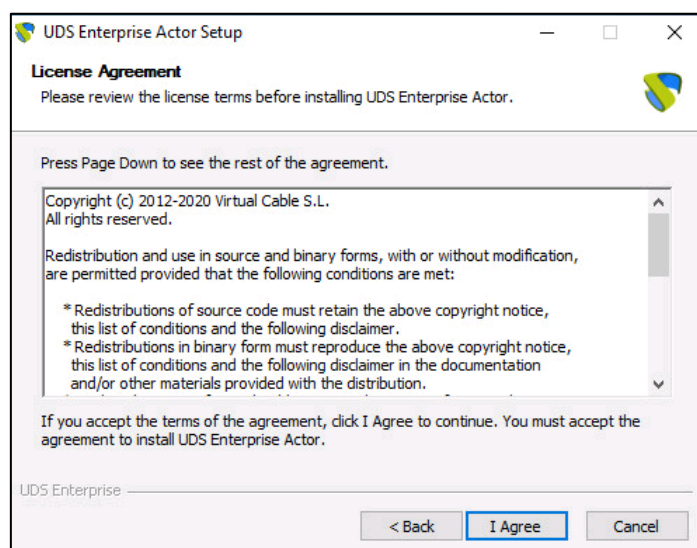 UDS Enterprise Actor Setup
License Agreement
Please review the license terms before installing UDS Enterprise Actor.
Press Page Down to see the rest of the agreement.
Copyright (c) 2012-2020 Virtual Cable S.L.
All rights reserved.
Redistribution and use in source and binary forms, with or without modification,
are permitted provided that the following conditions are met:
* Redistributions of source code must retain the above copyright notice,
this list of conditions and the following disclaimer.
* Redistributions in binary form must reproduce the above copyright notice,
this list of conditions and the following disclaimer in the documentation
and/or other materials provided with the distribution.
If you accept the terms of the agreement, click I Agree to continue. You must accept the
agreement to install UDS Enterprise Actor.
UDS Enterprise
< Back I Agree Cancel